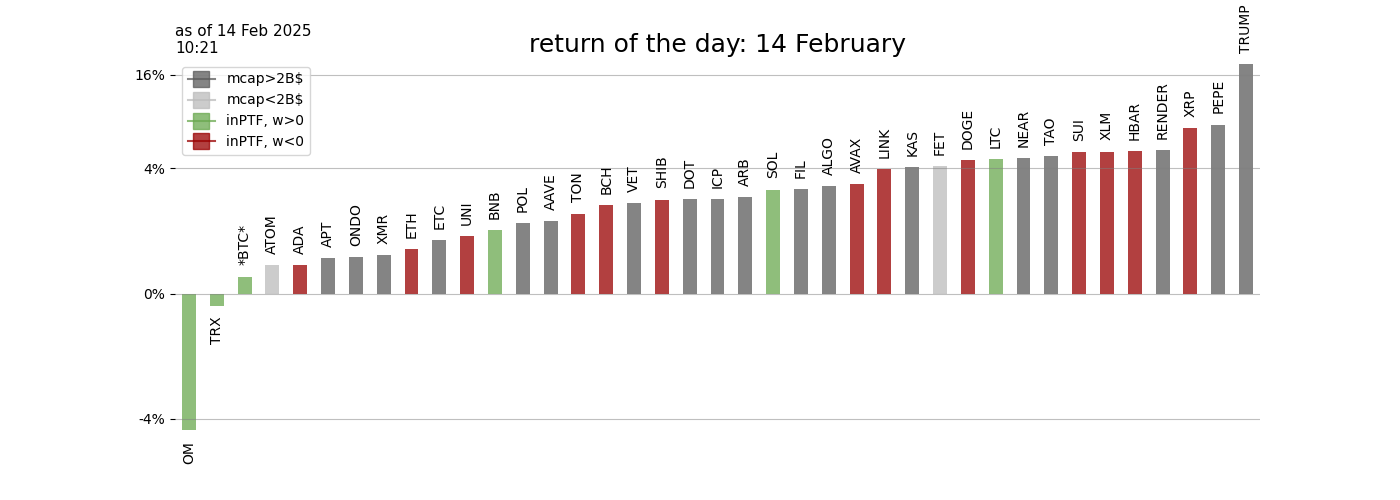 as of 14 Feb 2025
10:21
return of the day: 14 February
mcap>2B$
mcap<2B$
inPTF, w>0
inPTF, w<0
16%
4%
0%
-4%
OM
TRX
*BTC*
ATOM
ADA
APT
ONDO
XMR
ETH
ETC
UNI
BNB
POL
AAVE
TON
BCH
VET
SHIB
DOT
ICP
ARB
SOL
FIL
ALGO
AVAX
LINK
KAS
FET
DOGE
LTC
NEAR
TAO
SUI
XLM
HBAR
RENDER
XRP
PEPE
TRUMP